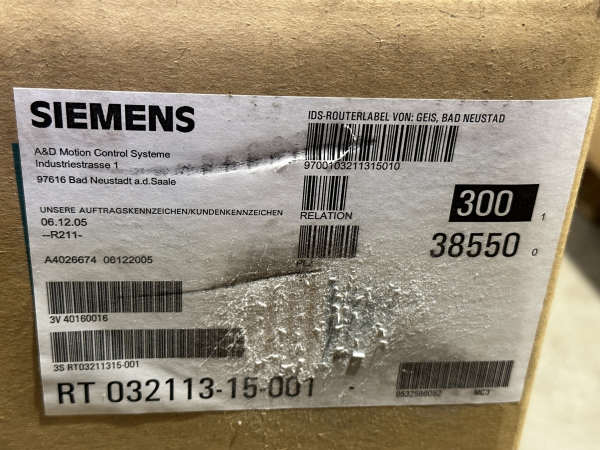 SIEMENS
IDS-ROUTERLABEL VON: GEIS, BAD NEUSTAD
A&D Motion Control Systeme
Industriestrasse 1
97616 Bad Neustadt a.d.Saale
9700103211315010
UNSERE AUFTRAGSKENNZEICHEN/KUNDENKENNZEICHEN
06.12.05
--R211-
RELATION
300 1
38550 0
A4026674 06122005
3V 40160016
3S RT03211315-001
RT 032113-15-001 -
MC3